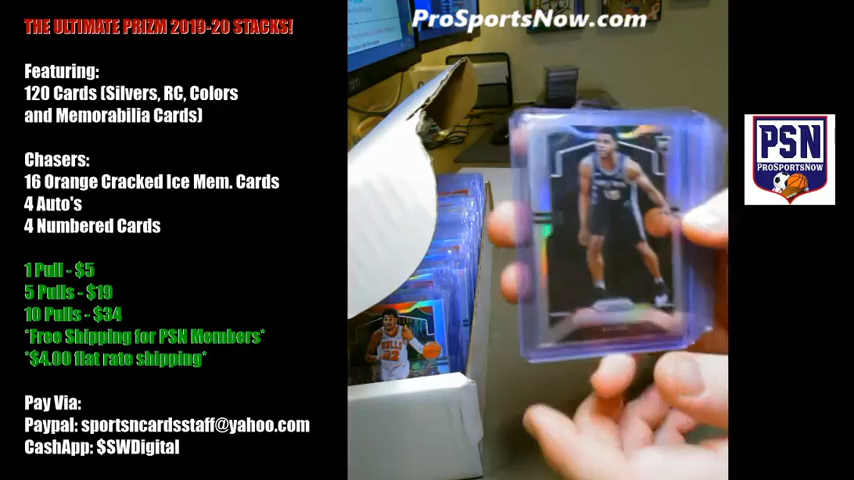 THE ULTIMATE PRIZM 2019-20 STACKS!
Featuring:
120 Cards (Silvers, RC, Colors
and Memorabilia Cards)
Chasers:
16 Orange Cracked Ice Mem. Cards
4 Auto's
4 Numbered Cards
1 Pull - $5
5 Pulls - $19
10 Pulls - $34
*Free Shipping for PSN Members*
*$4.00 flat rate shipping*
Pay Via:
Paypal: sportsncardsstaff@yahoo.com
CashApp: $SWDigital
ProSportsNow.com
BULLS
22
PSN
PROSPORTSNOW